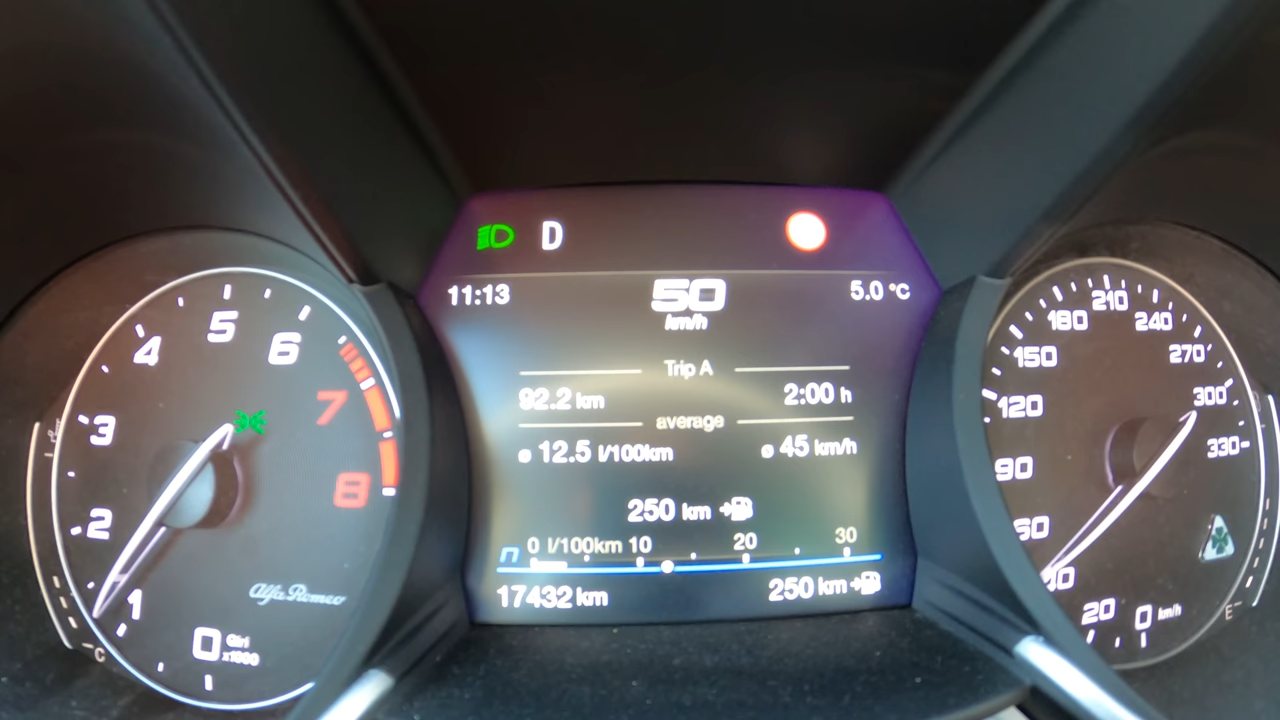 D
11:13
50
km/h
5.0 °C
Trip A
92.2 km
2:00 h
average
ø 12.5 l/100km
ø 45 km/h
250 km
n
0 l/100km 10
20
30
17432 km
250 km
1
2
3
4
5
6
7
8
Alfa Romeo
0 Giri
x1000
C
0 km/h
20
40
60
90
120
150
180
210
240
270
300
330
E